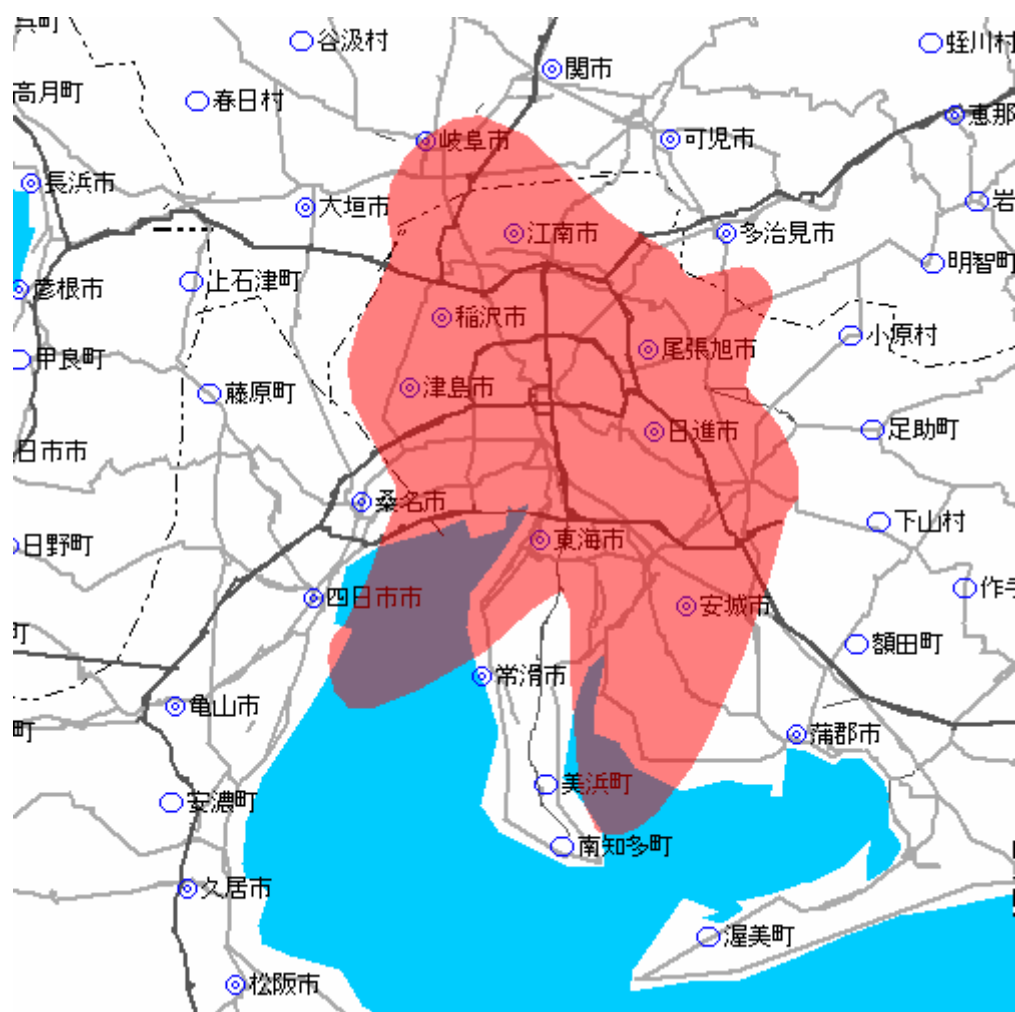 谷汲村
蛭川村
関市
高月町
春日村
恵那
岐阜市
可児市
長浜市
大垣市
岩
江南市
多治見市
明智町
上石津町
彦根市
稲沢市
小原村
尾張旭市
甲良町
津島市
藤原町
日進市
足助町
日市市
桑名市
下山村
東海市
日野町
作手
四日市市
安城市
町
額田町
常滑市
亀山市
町
蒲郡市
美浜町
安濃町
南知多町
久居市
渥美町
松阪市